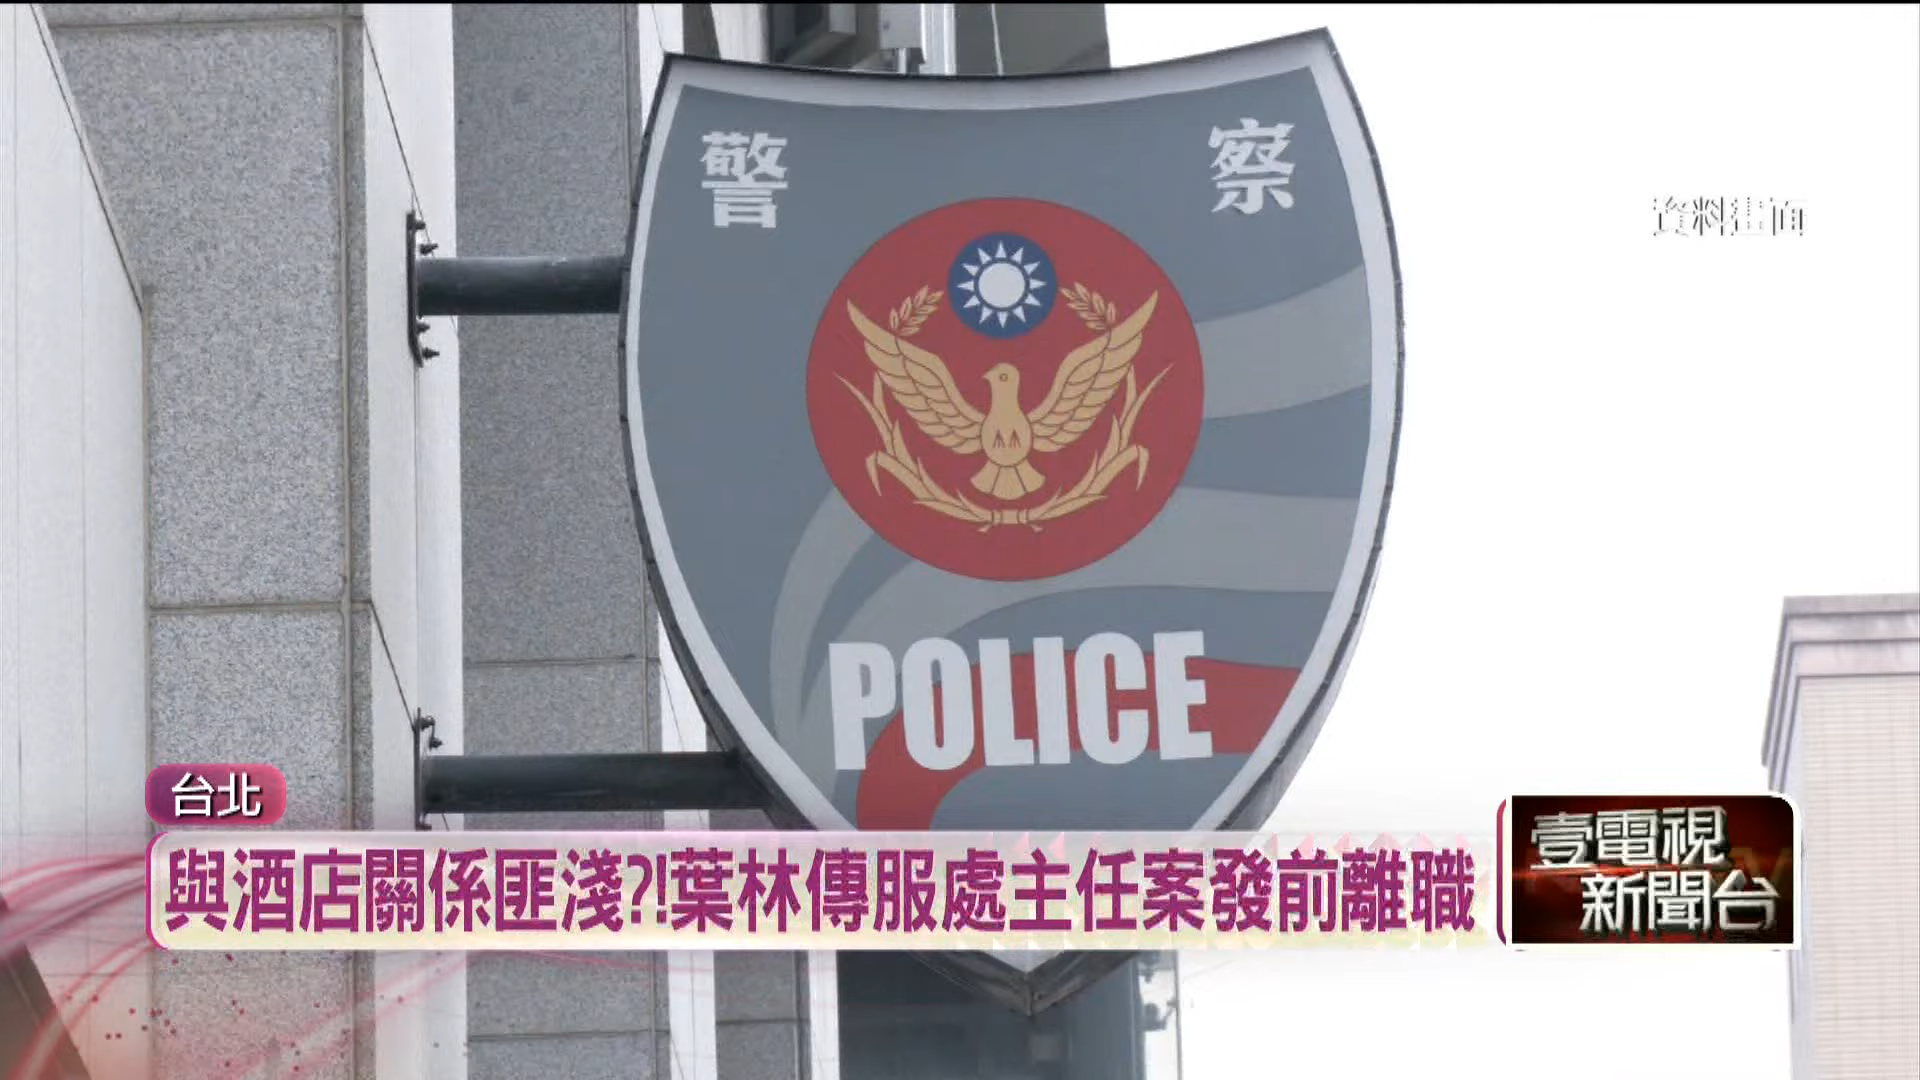 警 察
資料畫面
POLICE
台北
與酒店關係匪淺?!葉林傳服處主任案發前離職
壹電視
新聞台